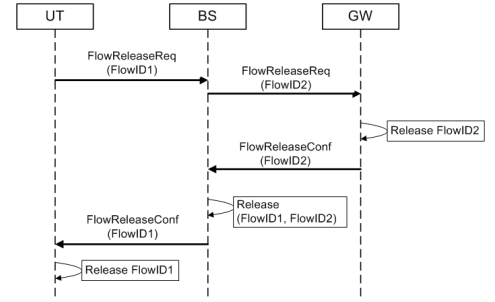 UT
BS
GW
FlowReleaseReq
(FlowID1)
FlowReleaseReq
(FlowID2)
Release FlowID2
FlowReleaseConf
(FlowID2)
Release
(FlowID1, FlowID2)
FlowReleaseConf
(FlowID1)
Release FlowID1